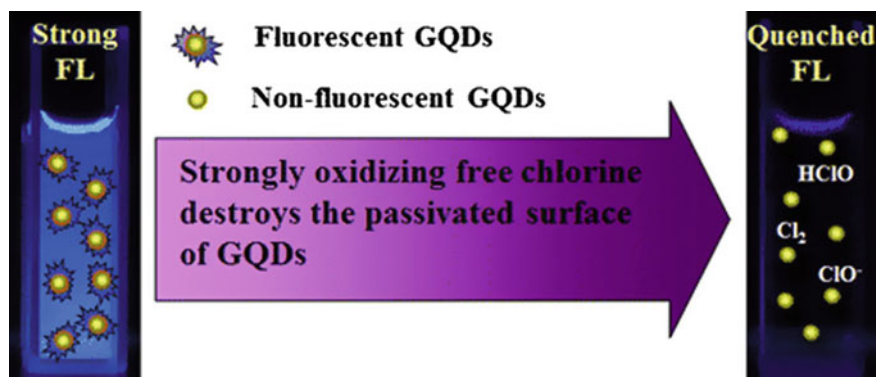 Strong
FL
Fluorescent GQDs
Non-fluorescent GQDs
Strongly oxidizing free chlorine
destroys the passivated surface
of GQDs
Quenched
FL
HClO
Cl₂
ClO⁻